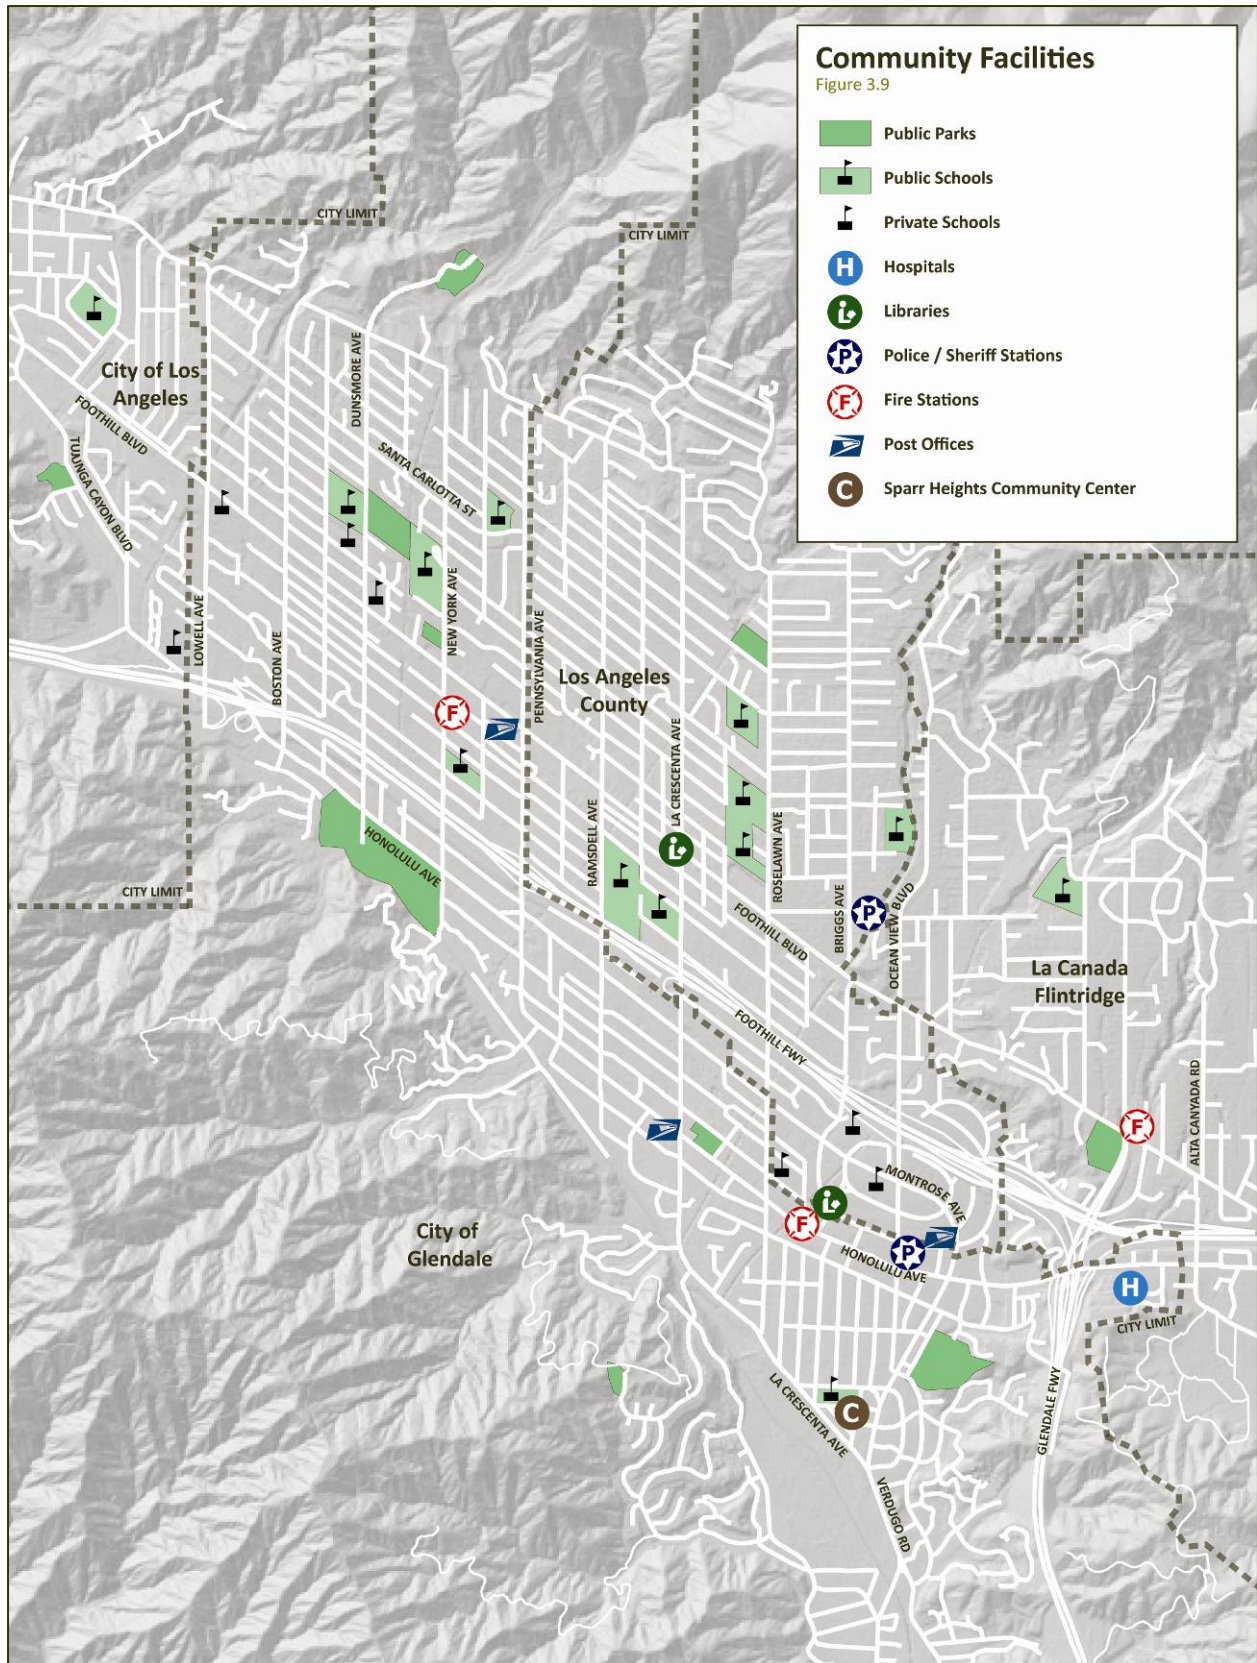 Community Facilities
Figure 3.9
Public Parks
Public Schools
Private Schools
H
Hospitals
Libraries
P
Police / Sheriff Stations
F
Fire Stations
Post Offices
C
Sparr Heights Community Center
CITY LIMIT
CITY LIMIT
City of Los
Angeles
FOOTHILL BLVD
TUJUNGA CAYON BLVD
DUNSMORE AVE
SANTA CARLOTTA ST
LOWELL AVE
BOSTON AVE
NEW YORK AVE
PENNSYLVANIA AVE
Los Angeles
County
F
LA CRESCENTA AVE
RAMSDELL AVE
ROSELAWN AVE
HONOLULU AVE
CITY LIMIT
FOOTHILL BLVD
BRIGGS AVE
P
OCEAN VIEW BLVD
La Canada
Flintridge
FOOTHILL FWY
ALTA CANYADA RD
F
MONTROSE AVE
City of
Glendale
F
P
HONOLULU AVE
H
CITY LIMIT
C
LA CRESCENTA AVE
GLENDALE FWY
VERDUGO RD